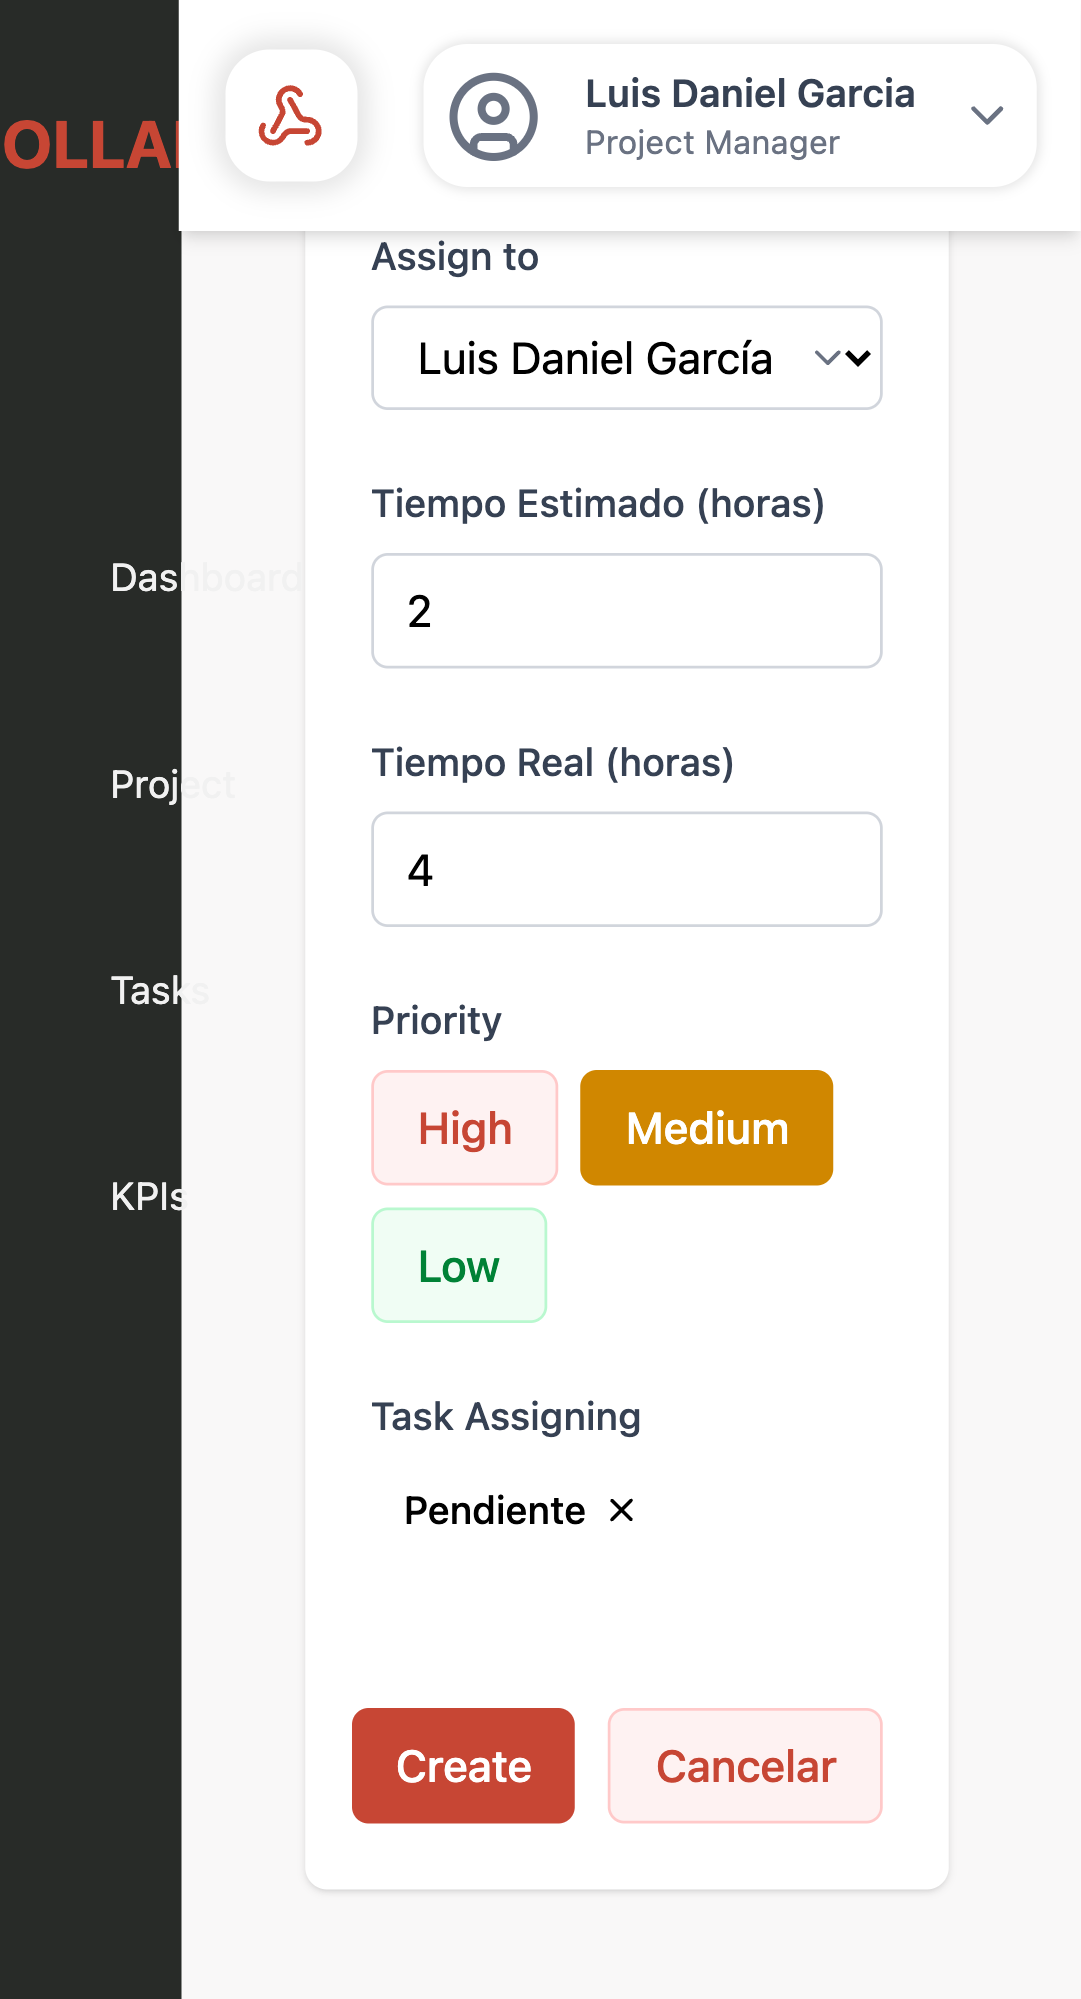 OLLA
Luis Daniel Garcia
Project Manager
Assign to
Luis Daniel García
Tiempo Estimado (horas)
2
Tiempo Real (horas)
4
Priority
High
Medium
Low
Task Assigning
Pendiente ×
Create
Cancelar
Dashboard
Project
Tasks
KPIs